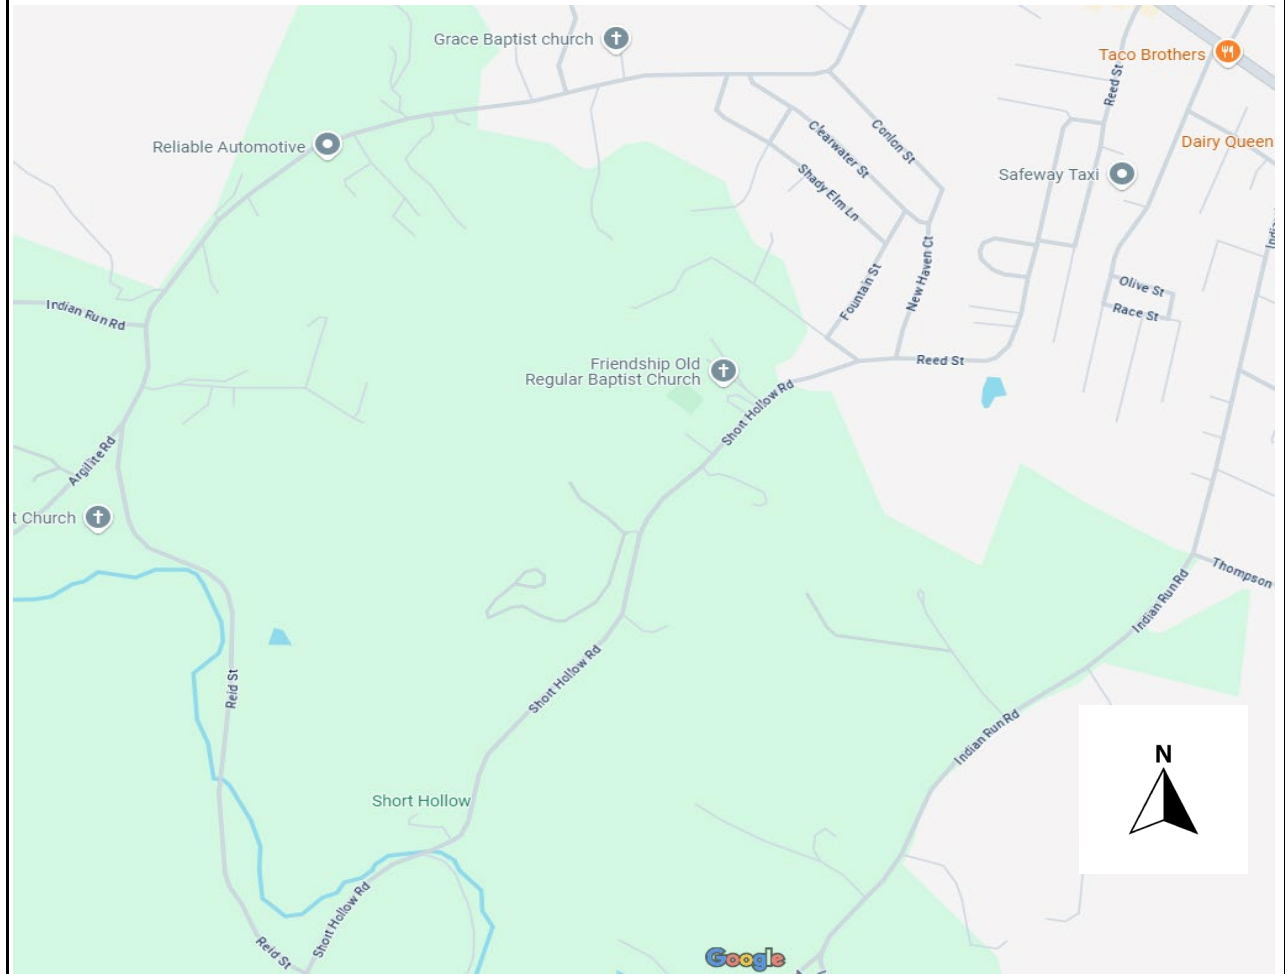 Grace Baptist church
Taco Brothers
Reed St
Reliable Automotive
Clearwater St
Conlon St
Dairy Queen
Safeway Taxi
Shady Elm Ln
Indian Run Rd
Fountain St
New Haven Ct
Olive St
Race St
Friendship Old
Regular Baptist Church
Reed St
Short Hollow Rd
Argillite Rd
t Church
Thompson
Indian Run Rd
Reid St
Short Hollow Rd
Indian Run Rd
N
Short Hollow
Short Hollow Rd
Reid St
Google